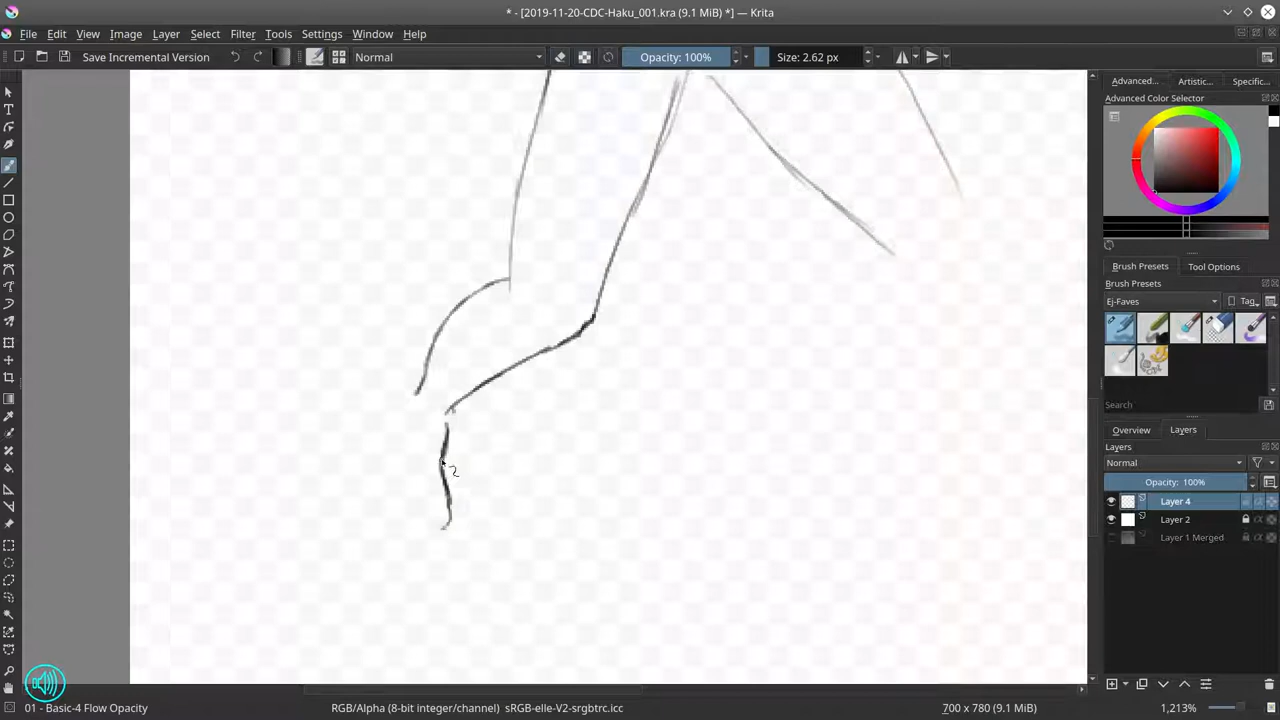 * - [2019-11-20-CDC-Haku_001.kra (9.1 MiB) *] — Krita
File Edit View Image Layer Select Filter Tools Settings Window Help
Save Incremental Version Normal Opacity: 100% Size: 2.62 px
Advanced... Artistic... Specific...
Advanced Color Selector
Brush Presets Tool Options
Brush Presets
Ej-Faves Tag
Search
Overview Layers
Layers
Normal
Opacity: 100%
Layer 4
Layer 2
Layer 1 Merged
01 - Basic-4 Flow Opacity RGB/Alpha (8-bit integer/channel) sRGB-elle-V2-srgbtrc.icc 700 x 780 (9.1 MiB) 1,213%